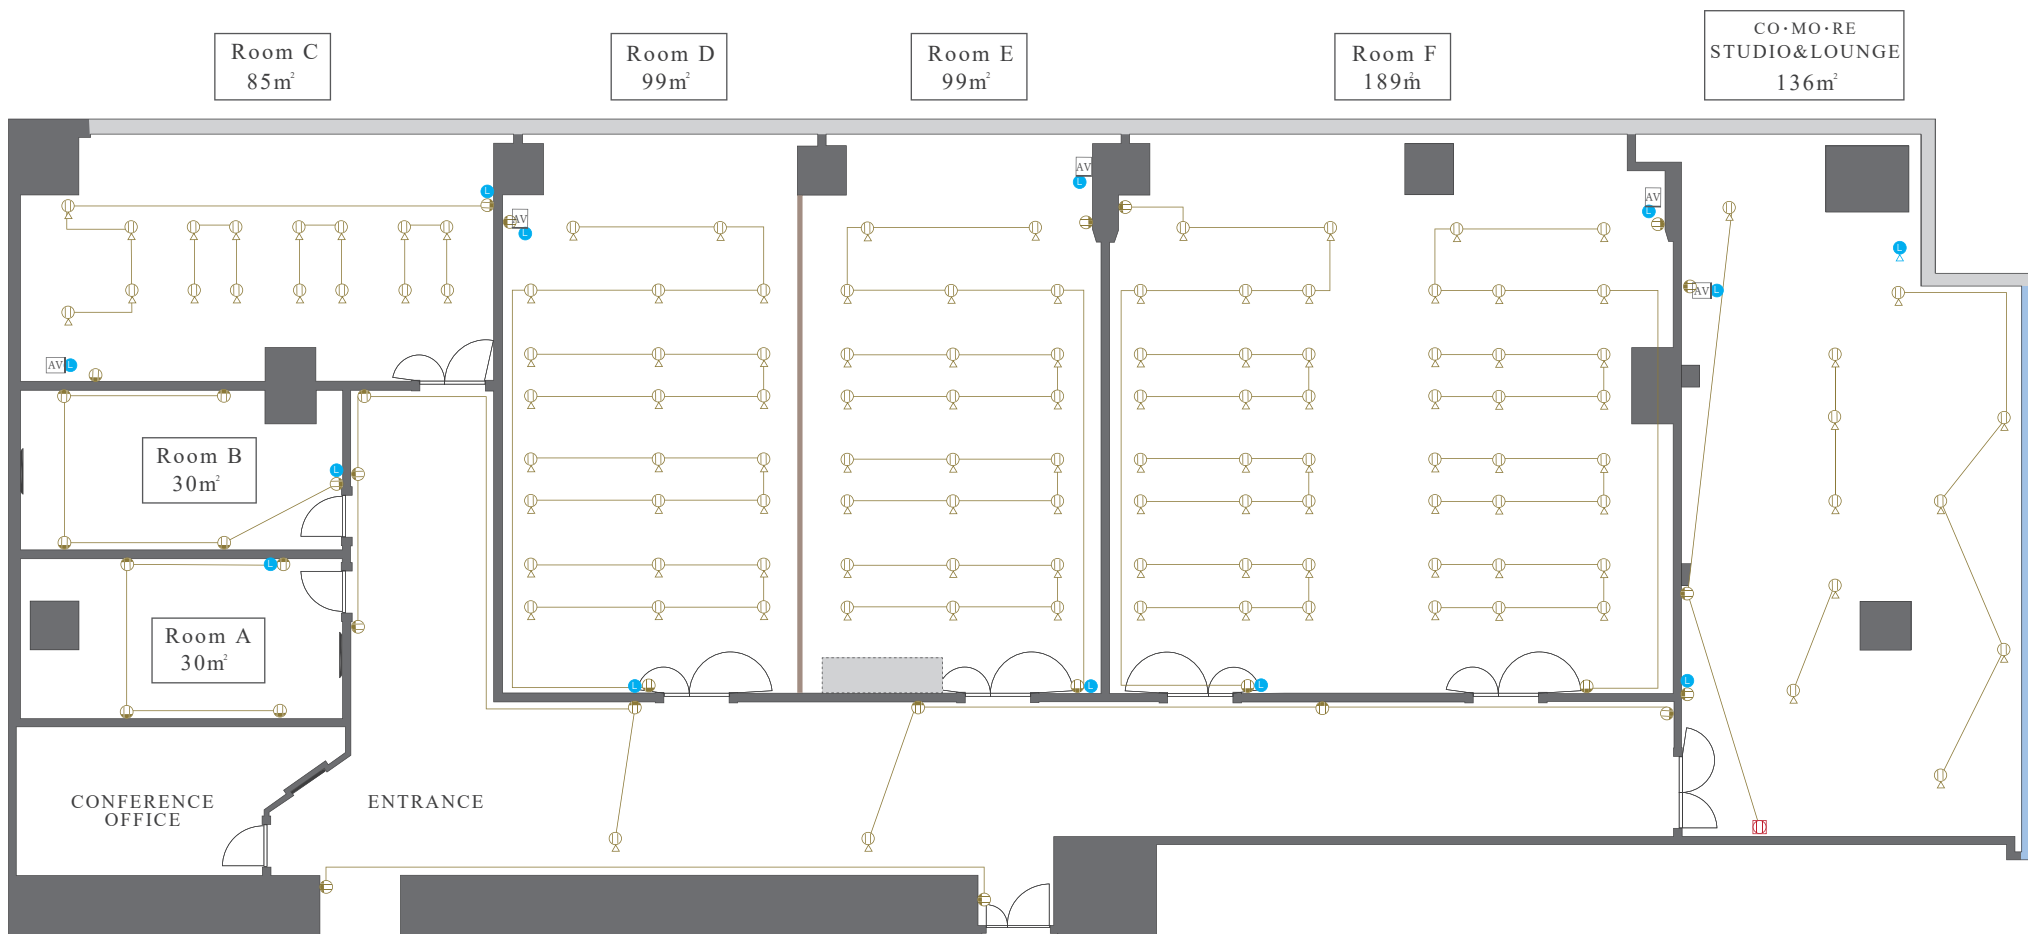 Room C
85m²
Room D
99m²
Room E
99m²
Room F
189m²
CO・MO・RE
STUDIO&LOUNGE
136m²
L
AV
L
AV
L
AV
L
L
AV
L
AV
L
Room B
30m²
L
L
Room A
30m²
L
L
L
L
CONFERENCE
OFFICE
ENTRANCE